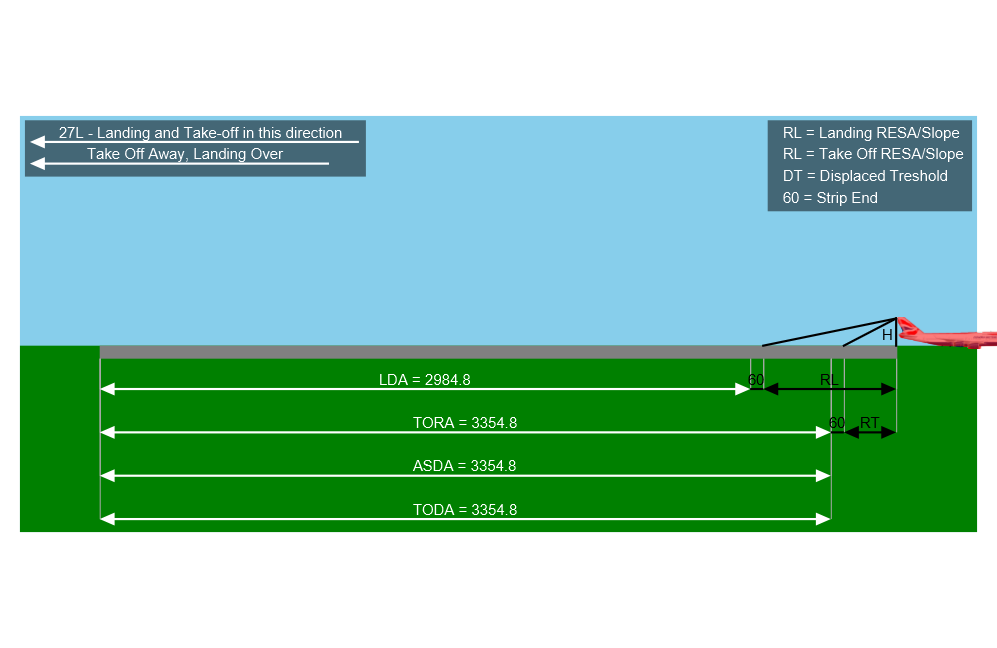 27L - Landing and Take-off in this direction
Take Off Away, Landing Over
RL = Landing RESA/Slope
RL = Take Off RESA/Slope
DT = Displaced Treshold
60 = Strip End
H
LDA = 2984.8
60
RL
TORA = 3354.8
60
RT
ASDA = 3354.8
TODA = 3354.8